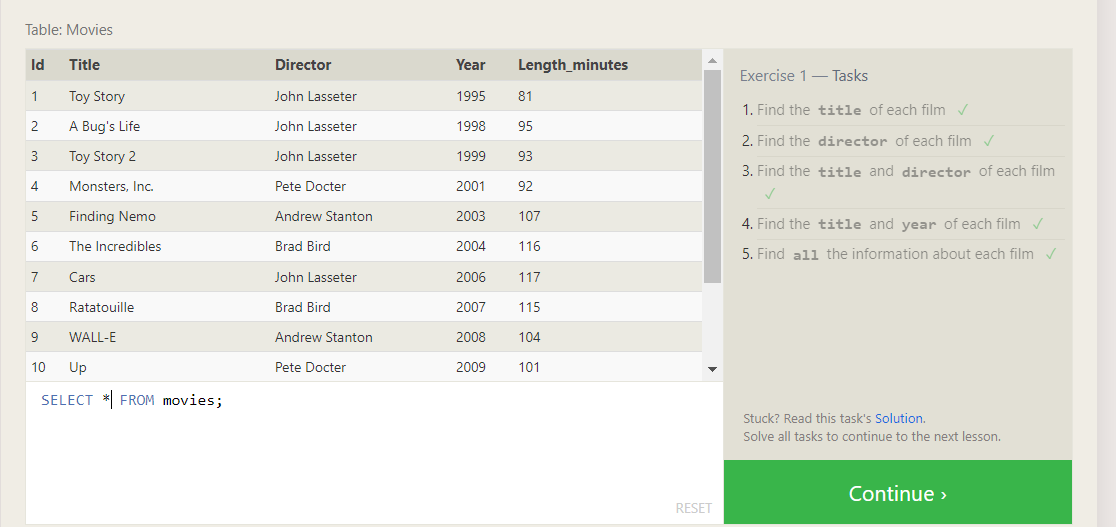 Table: Movies
Id Title Director Year Length_minutes
1 Toy Story John Lasseter 1995 81
2 A Bug's Life John Lasseter 1998 95
3 Toy Story 2 John Lasseter 1999 93
4 Monsters, Inc. Pete Docter 2001 92
5 Finding Nemo Andrew Stanton 2003 107
6 The Incredibles Brad Bird 2004 116
7 Cars John Lasseter 2006 117
8 Ratatouille Brad Bird 2007 115
9 WALL-E Andrew Stanton 2008 104
10 Up Pete Docter 2009 101
SELECT * FROM movies;
RESET
Exercise 1 — Tasks
1. Find the title of each film ✓
2. Find the director of each film ✓
3. Find the title and director of each film
✓
4. Find the title and year of each film ✓
5. Find all the information about each film ✓
Stuck? Read this task's Solution.
Solve all tasks to continue to the next lesson.
Continue ›